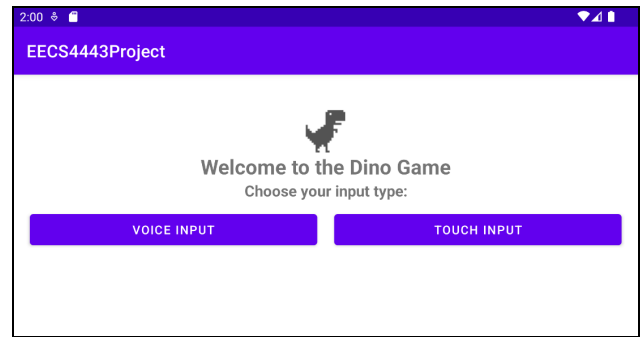 2:00
EECS4443Project
Welcome to the Dino Game
Choose your input type:
VOICE INPUT
TOUCH INPUT